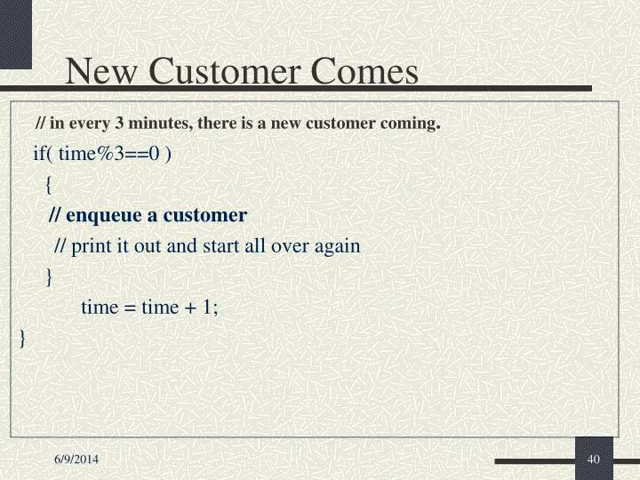 New Customer Comes
// in every 3 minutes, there is a new customer coming.
if( time%3==0 )
{
// enqueue a customer
// print it out and start all over again
}
time = time + 1;
}
6/9/2014
40